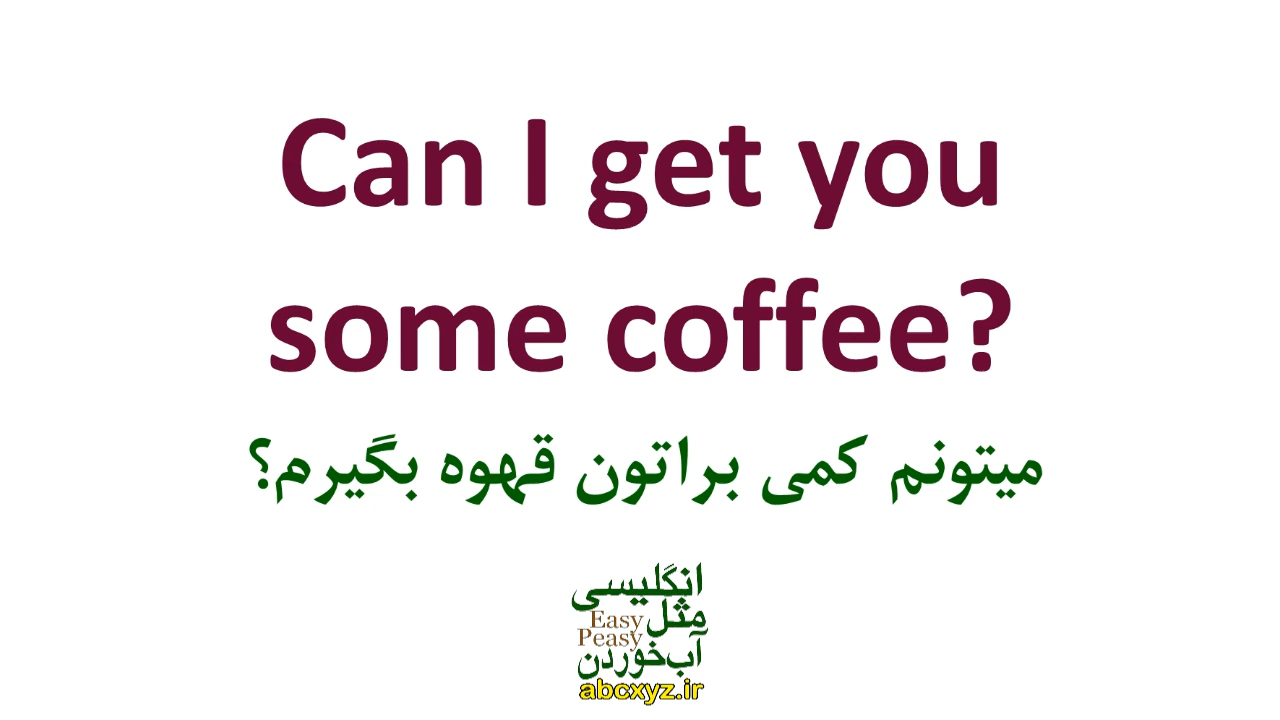 Can I get you
some coffee?
میتونم کمی براتون قهوه بگیرم؟
انگلیسی
مثل
Easy
Peasy
آب‌خوردن
abcxyz.ir